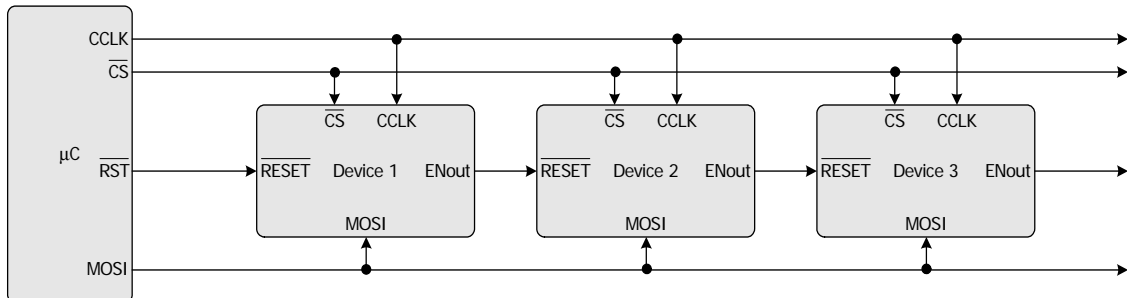 CCLK
CS
CS CCLK CS CCLK CS CCLK
μC
RST RESET Device 1 ENout RESET Device 2 ENout RESET Device 3 ENout
MOSI MOSI MOSI
MOSI